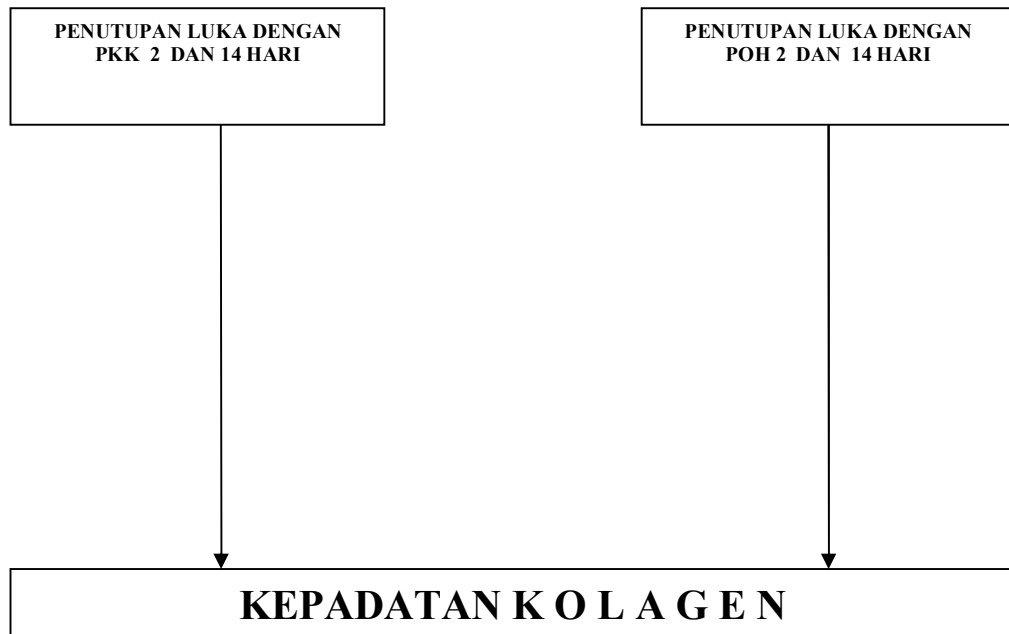 PENUTUPAN LUKA DENGAN
PKK 2 DAN 14 HARI
PENUTUPAN LUKA DENGAN
POH 2 DAN 14 HARI
KEPADATAN K O L A G E N